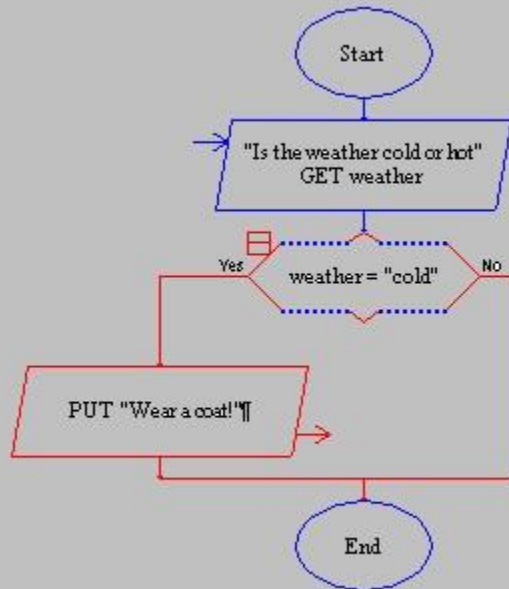 Start
"Is the weather cold or hot"
GET weather
Yes
weather = "cold"
No
PUT "Wear a coat!"¶
End